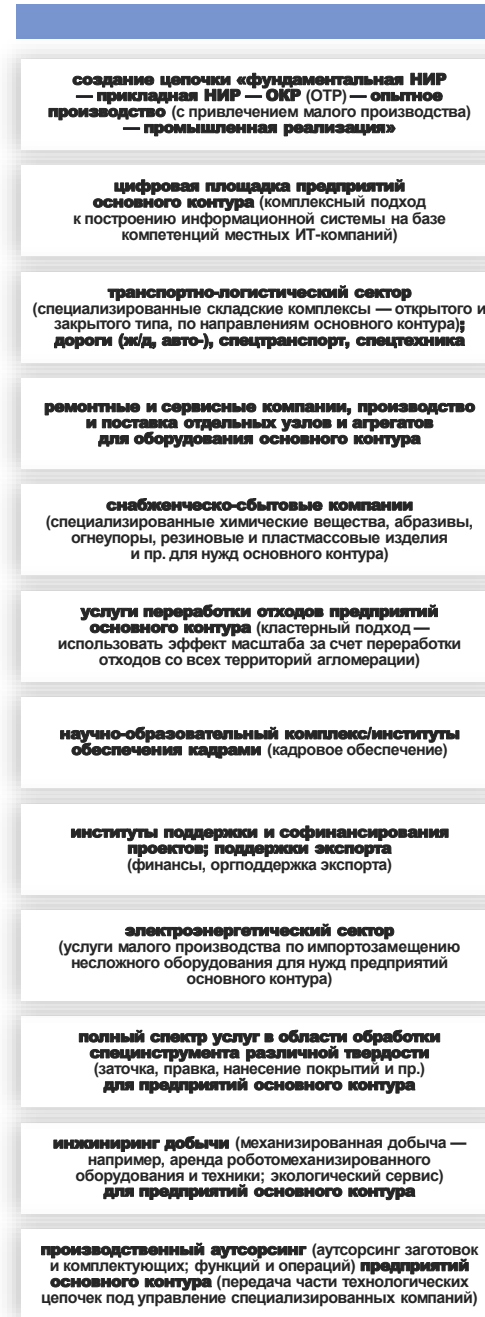 создание цепочки «фундаментальная НИР
— прикладная НИР — ОКР (ОТР) — опытное
производство (с привлечением малого производства)
— промышленная реализация»
цифровая площадка предприятий
основного контура (комплексный подход
к построению информационной системы на базе
компетенций местных ИТ-компаний)
транспортно-логистический сектор
(специализированные складские комплексы — открытого и
закрытого типа, по направлениям основного контура);
дороги (ж/д, авто-), спецтранспорт, спецтехника
ремонтные и сервисные компании, производство
и поставка отдельных узлов и агрегатов
для оборудования основного контура
снабженческо-сбытовые компании
(специализированные химические вещества, абразивы,
огнеупоры, резиновые и пластмассовые изделия
и пр. для нужд основного контура)
услуги переработки отходов предприятий
основного контура (кластерный подход —
использовать эффект масштаба за счет переработки
отходов со всех территорий агломерации)
научно-образовательный комплекс/институты
обеспечения кадрами (кадровое обеспечение)
институты поддержки и софинансирования
проектов; поддержки экспорта
(финансы, оргподдержка экспорта)
электроэнергетический сектор
(услуги малого производства по импортозамещению
несложного оборудования для нужд предприятий
основного контура)
полный спектр услуг в области обработки
специнструмента различной твердости
(заточка, правка, нанесение покрытий и пр.)
для предприятий основного контура
инжиниринг добычи (механизированная добыча —
например, аренда роботомеханизированного
оборудования и техники; экологический сервис)
для предприятий основного контура
производственный аутсорсинг (аутсорсинг заготовок
и комплектующих; функций и операций) предприятий
основного контура (передача части технологических
цепочек под управление специализированных компаний)